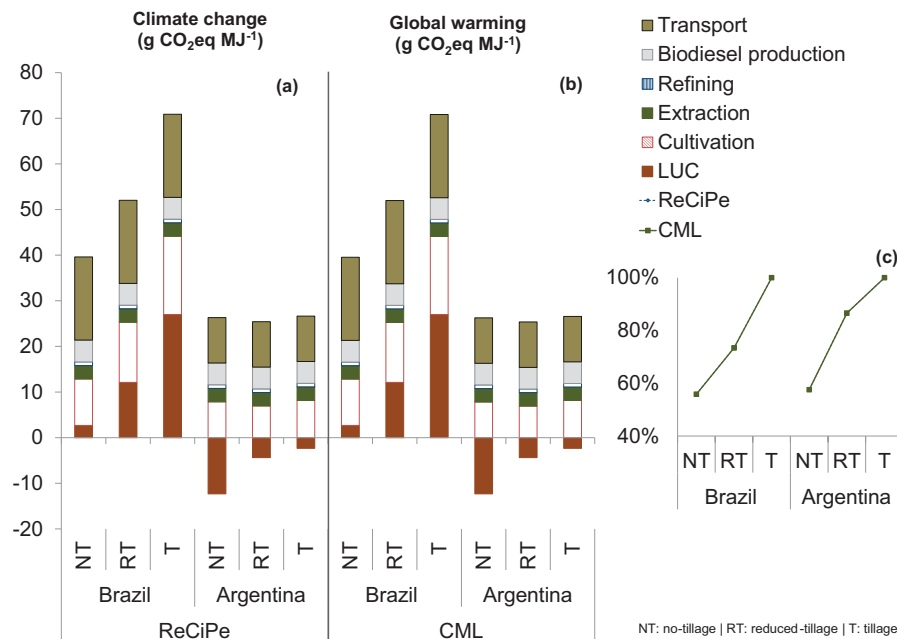 Climate change
(g CO₂eq MJ⁻¹)
Global warming
(g CO₂eq MJ⁻¹)
Transport
Biodiesel production
Refining
Extraction
Cultivation
LUC
ReCiPe
CML
(a)
(b)
(c)
80
70
60
50
40
30
20
10
0
-10
-20
NT
RT
T
NT
RT
T
NT
RT
T
NT
RT
T
Brazil
Argentina
Brazil
Argentina
ReCiPe
CML
100%
80%
60%
40%
NT RT T NT RT T
Brazil Argentina
NT: no-tillage | RT: reduced-tillage | T: tillage